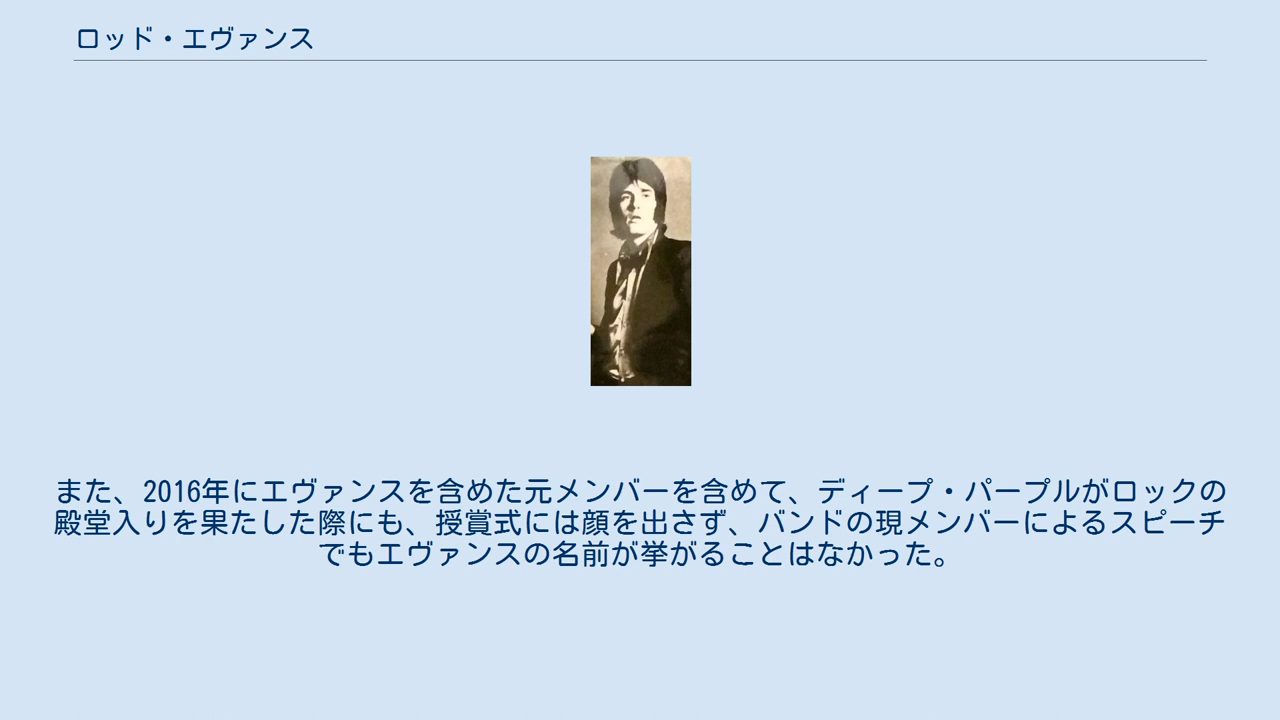 ロッド・エヴァンス
また、2016年にエヴァンスを含めた元メンバーを含めて、ディープ・パープルがロックの
殿堂入りを果たした際にも、授賞式には顔を出さず、バンドの現メンバーによるスピーチ
でもエヴァンスの名前が挙がることはなかった。